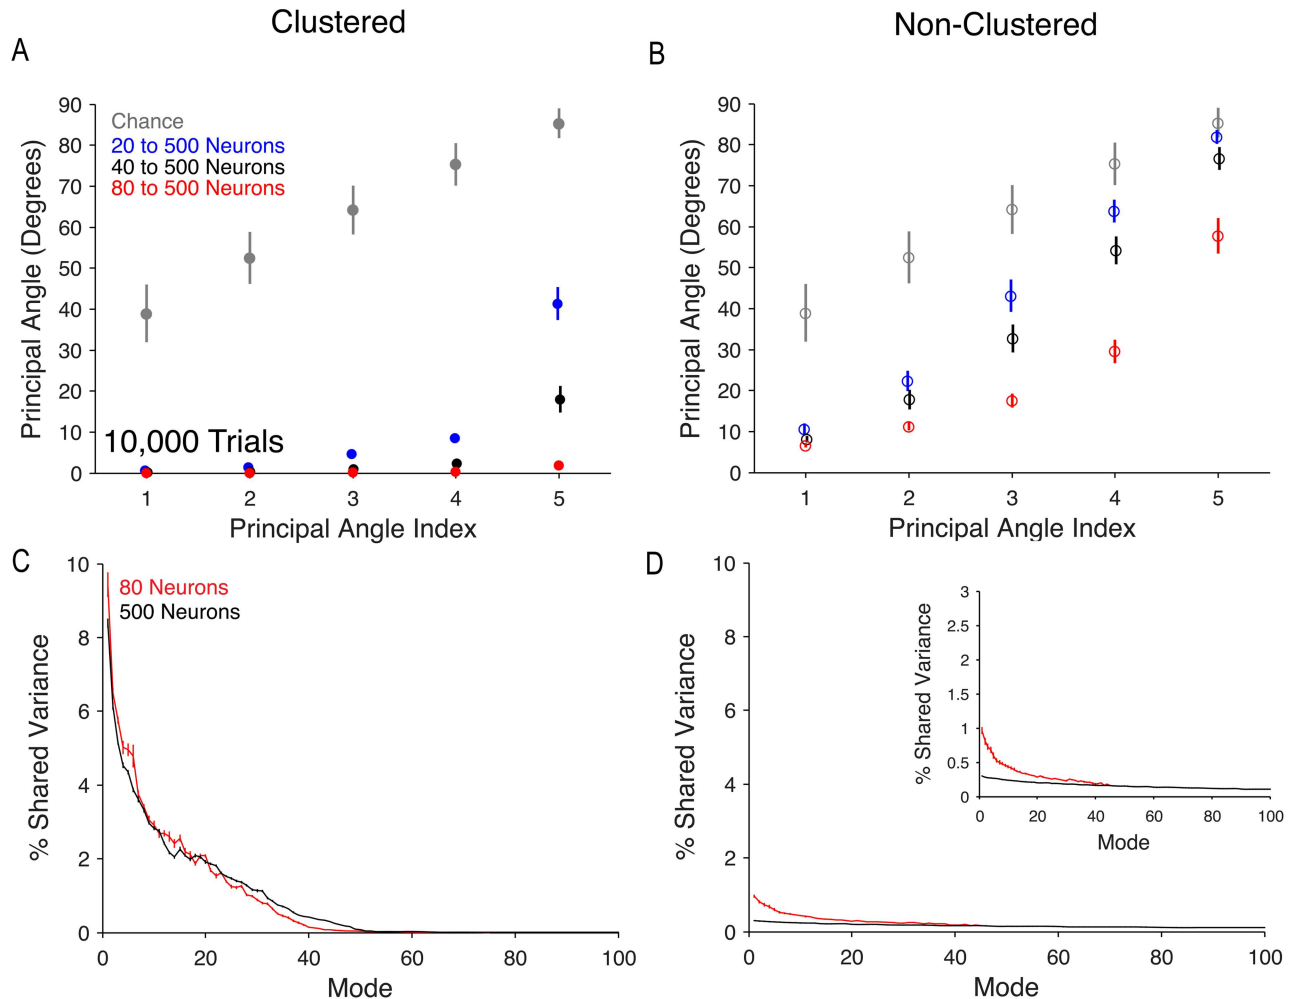 Clustered
Non-Clustered
A
B
90
80
70
60
50
40
30
20
10
0
Principal Angle (Degrees)
Chance
20 to 500 Neurons
40 to 500 Neurons
80 to 500 Neurons
10,000 Trials
1 2 3 4 5
Principal Angle Index
90
80
70
60
50
40
30
20
10
0
Principal Angle (Degrees)
1 2 3 4 5
Principal Angle Index
C
10
8
6
4
2
0
% Shared Variance
80 Neurons
500 Neurons
0 20 40 60 80 100
Mode
D
10
8
6
4
2
0
% Shared Variance
3
2.5
2
1.5
1
0.5
0
% Shared Variance
0 20 40 60 80 100
Mode
0 20 40 60 80 100
Mode